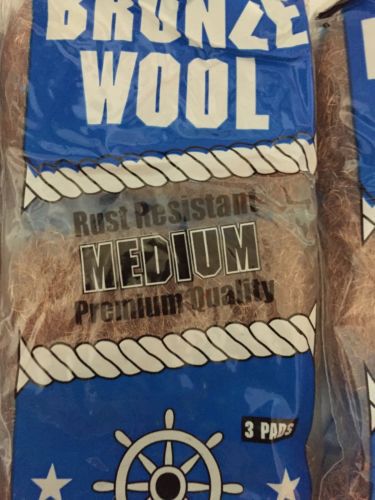 BRONZE
WOOL
Rust Resistant
MEDIUM
Premium Quality
3 PADS